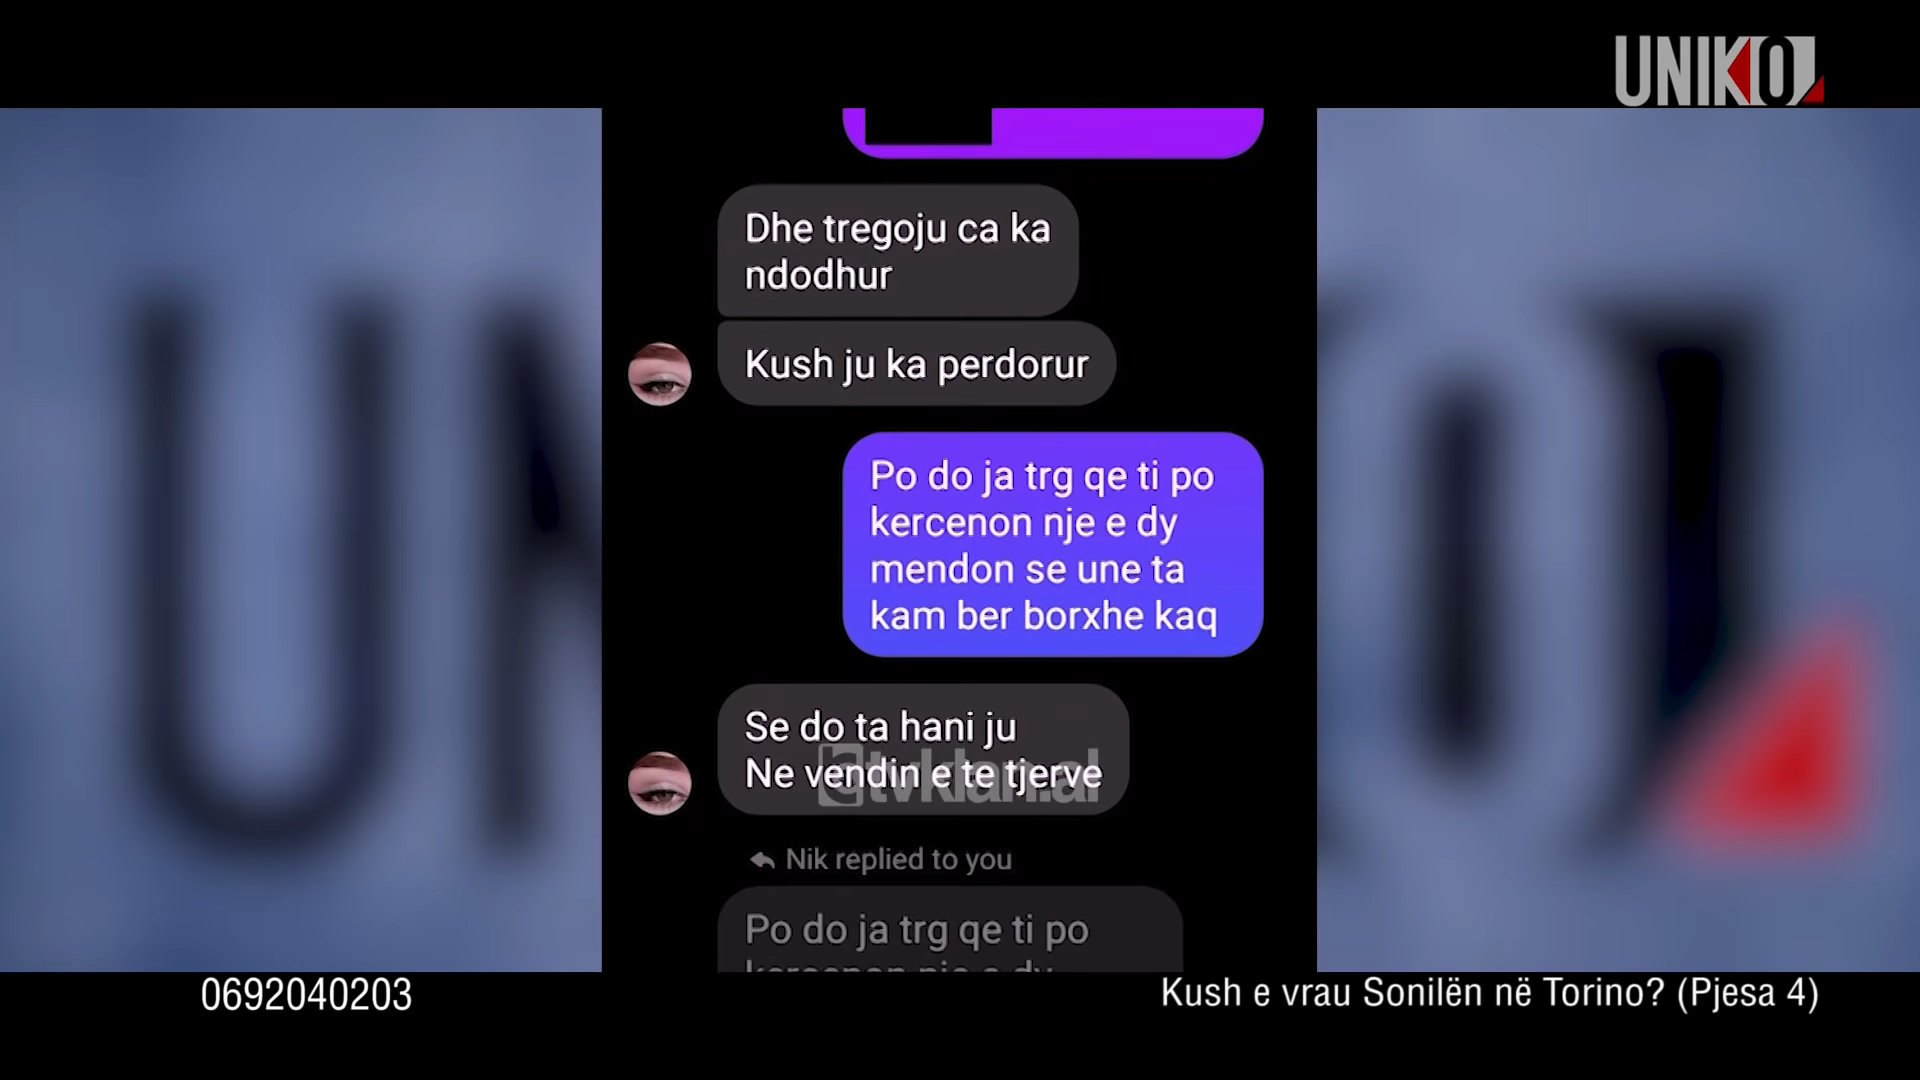 UNIKO
Dhe tregoju ca ka
ndodhur
Kush ju ka perdorur
Po do ja trg qe ti po
kercenon nje e dy
mendon se une ta
kam ber borxhe kaq
Se do ta hani ju
Ne vendin e te tjerve
tvklan.al
Nik replied to you
Po do ja trg qe ti po
kercenon nje e dy
0692040203
Kush e vrau Sonilën në Torino? (Pjesa 4)